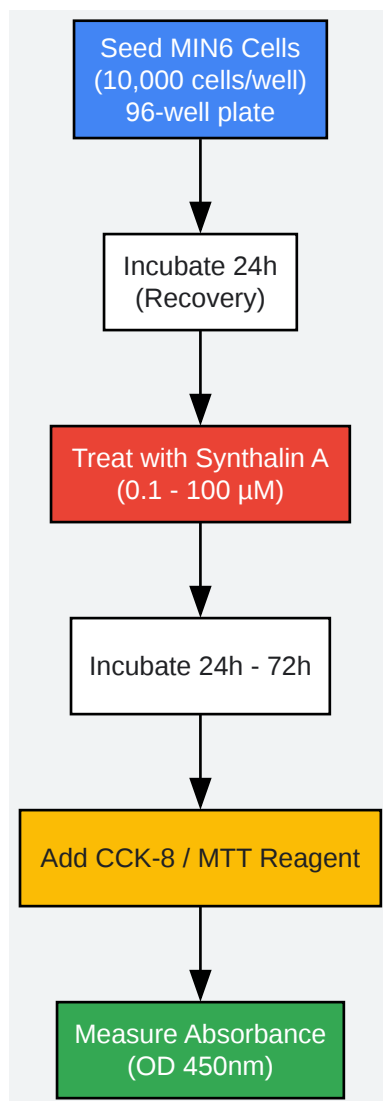 Seed MIN6 Cells
(10,000 cells/well)
96-well plate
Incubate 24h
(Recovery)
Treat with Synthalin A
(0.1 - 100 µM)
Incubate 24h - 72h
Add CCK-8 / MTT Reagent
Measure Absorbance
(OD 450nm)